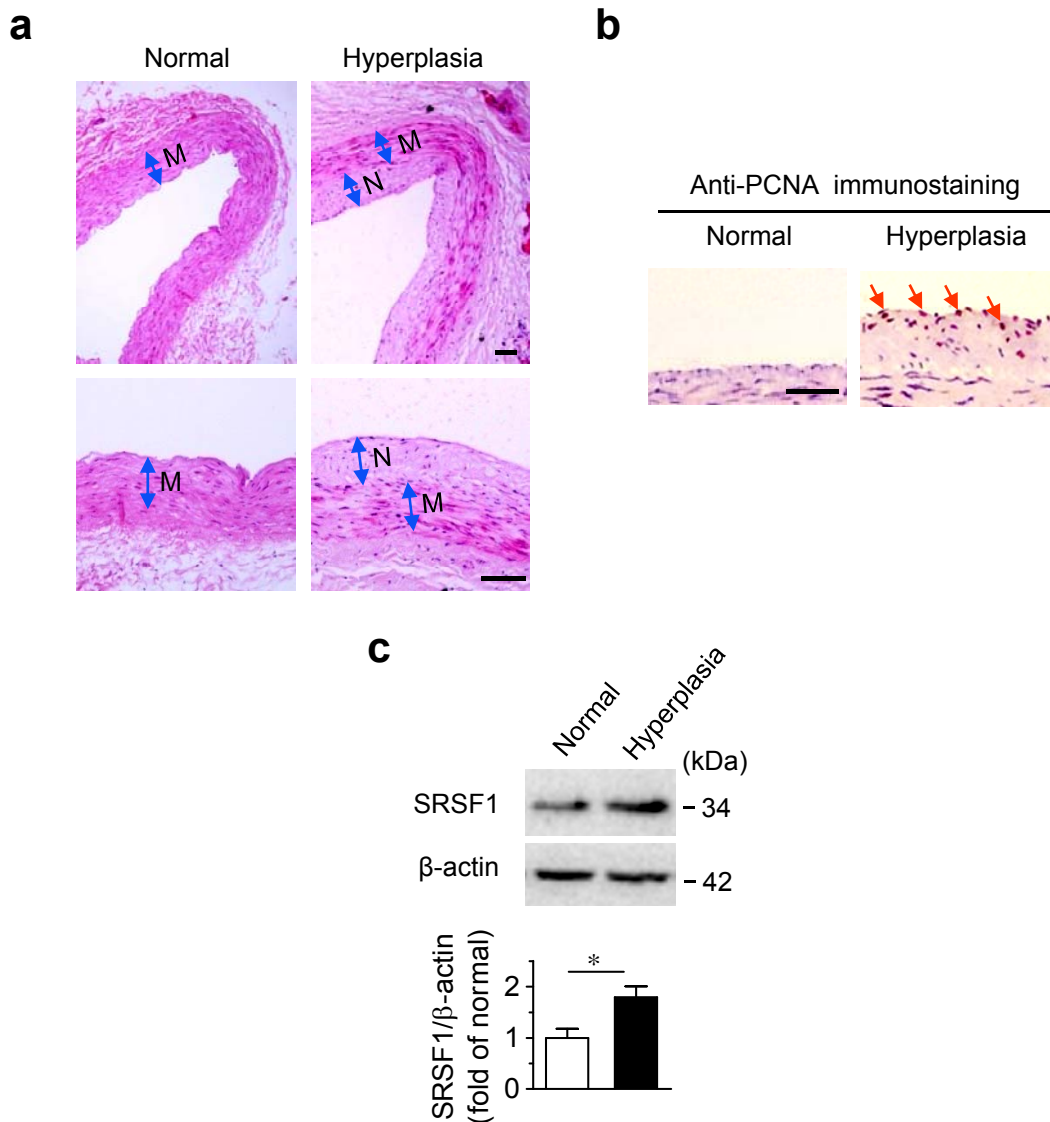 a
Normal Hyperplasia
M
M
N
M
N
M
b
Anti-PCNA immunostaining
Normal Hyperplasia
c
Normal Hyperplasia
(kDa)
SRSF1 – 34
β-actin – 42
SRSF1/β-actin
(fold of normal)
*
2
1
0